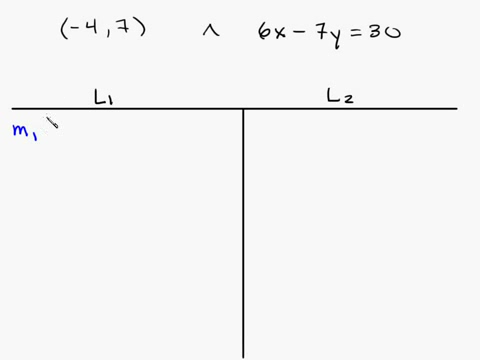 (-4,7) ^ 6x - 7y = 30
L₁ L₂
m₁